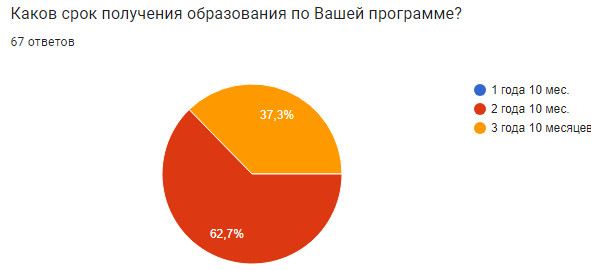 Каков срок получения образования по Вашей программе?
67 ответов
1 года 10 мес.
2 года 10 мес.
3 года 10 месяцев
37,3%
62,7%